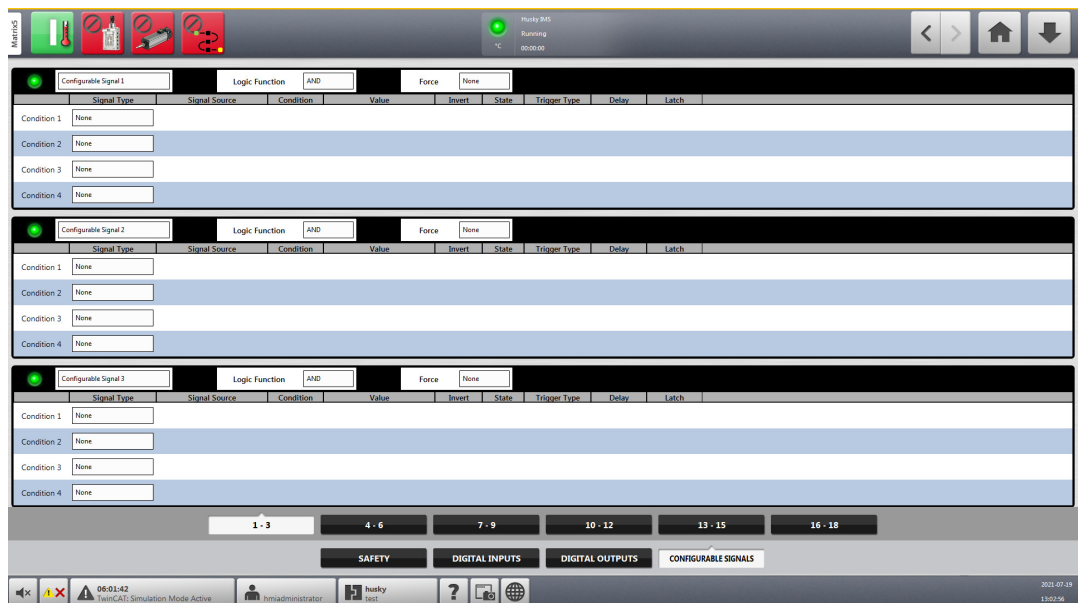 Matrix5
Husky IMS
Running
°C 00:00:00
Configurable Signal 1 Logic Function AND Force None
Signal Type Signal Source Condition Value Invert State Trigger Type Delay Latch
Condition 1 None
Condition 2 None
Condition 3 None
Condition 4 None
Configurable Signal 2 Logic Function AND Force None
Signal Type Signal Source Condition Value Invert State Trigger Type Delay Latch
Condition 1 None
Condition 2 None
Condition 3 None
Condition 4 None
Configurable Signal 3 Logic Function AND Force None
Signal Type Signal Source Condition Value Invert State Trigger Type Delay Latch
Condition 1 None
Condition 2 None
Condition 3 None
Condition 4 None
1 - 3 4 - 6 7 - 9 10 - 12 13 - 15 16 - 18
SAFETY DIGITAL INPUTS DIGITAL OUTPUTS CONFIGURABLE SIGNALS
06:01:42 husky ? 2021-07-19
TwinCAT: Simulation Mode Active hmiadministrator test 13:02:56